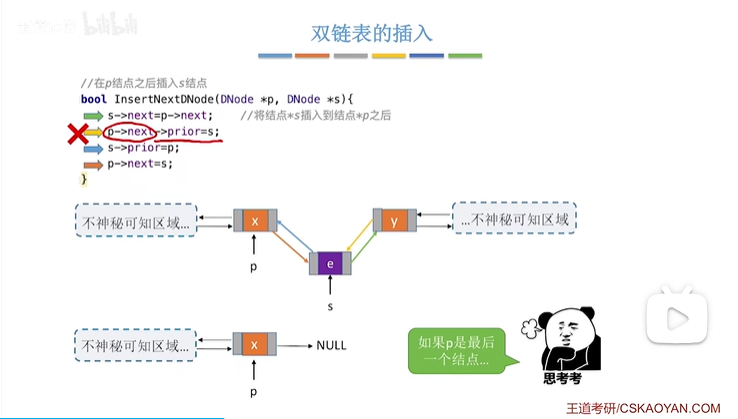 bilibili
双链表的插入
//在p结点之后插入s结点
bool InsertNextDNode(DNode *p, DNode *s){
s->next=p->next; //将结点*s插入到结点*p之后
p->next->prior=s;
s->prior=p;
p->next=s;
}
不神秘可知区域...
x
y
...不神秘可知区域
p
e
s
不神秘可知区域...
x
NULL
p
如果p是最后
一个结点...
思考考
王道考研/CSKAOYAN.COM